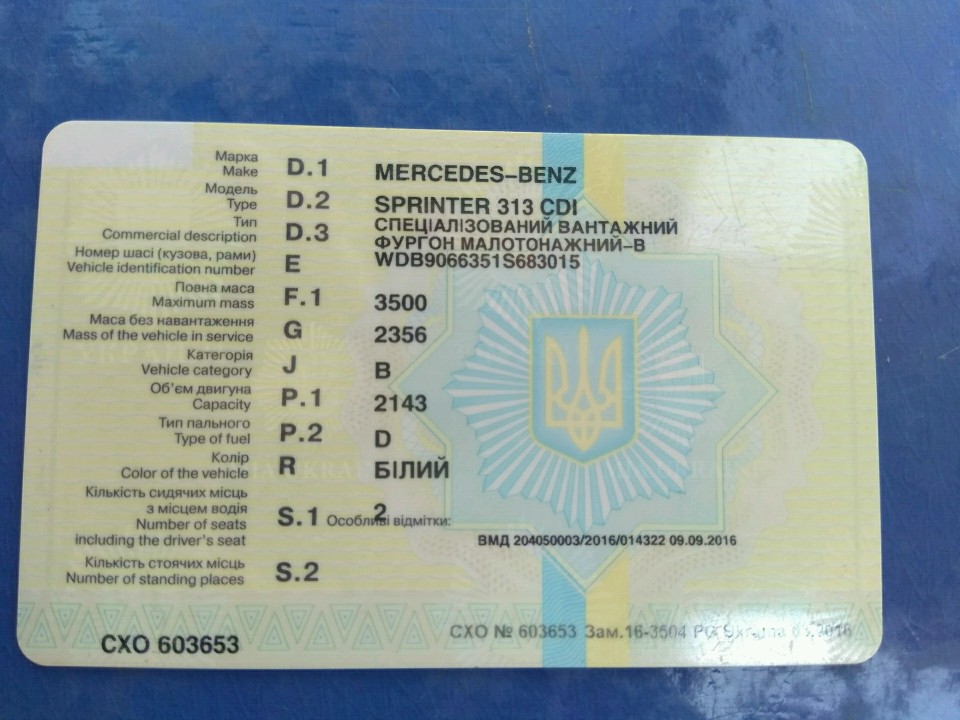 Марка
Make D.1 MERCEDES-BENZ
Модель
Type D.2 SPRINTER 313 CDI
Тип
Commercial description D.3 СПЕЦІАЛІЗОВАНИЙ ВАНТАЖНИЙ
ФУРГОН МАЛОТОНАЖНИЙ-В
Номер шасі (кузова, рами)
Vehicle identification number E WDB9066351S683015
Повна маса
Maximum mass F.1 3500
Маса без навантаження
Mass of the vehicle in service G 2356
Категорія
Vehicle category J B
Об'єм двигуна
Capacity P.1 2143
Тип пального
Type of fuel P.2 D
Колір
Color of the vehicle R БІЛИЙ
Кількість сидячих місць
з місцем водія
Number of seats S.1 2
including the driver's seat
Особливі відмітки:
ВМД 204050003/2016/014322 09.09.2016
Кількість стоячих місць
Number of standing places S.2
СХО № 603653 Зам.16-3504
СХО 603653